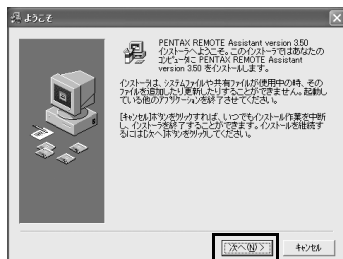 ようこそ
PENTAX REMOTE Assistant version 3.50
インストーラへようこそ。このインストーラではあなたの
コンピュータに PENTAX REMOTE Assistant
version 3.50 をインストールします。
インストーラは、システムファイルや共有ファイルが使用中の時、その
ファイルを追加したり更新したりすることができません。起動し
ている他のアプリケーションを終了させてください。
[キャンセル]ボタンをクリックすれば、いつでもインストール作業を中断
し、インストーラを終了することができます。インストールを継続す
るには[次へ]ボタンをクリックしてください。
次へ(N) >
キャンセル